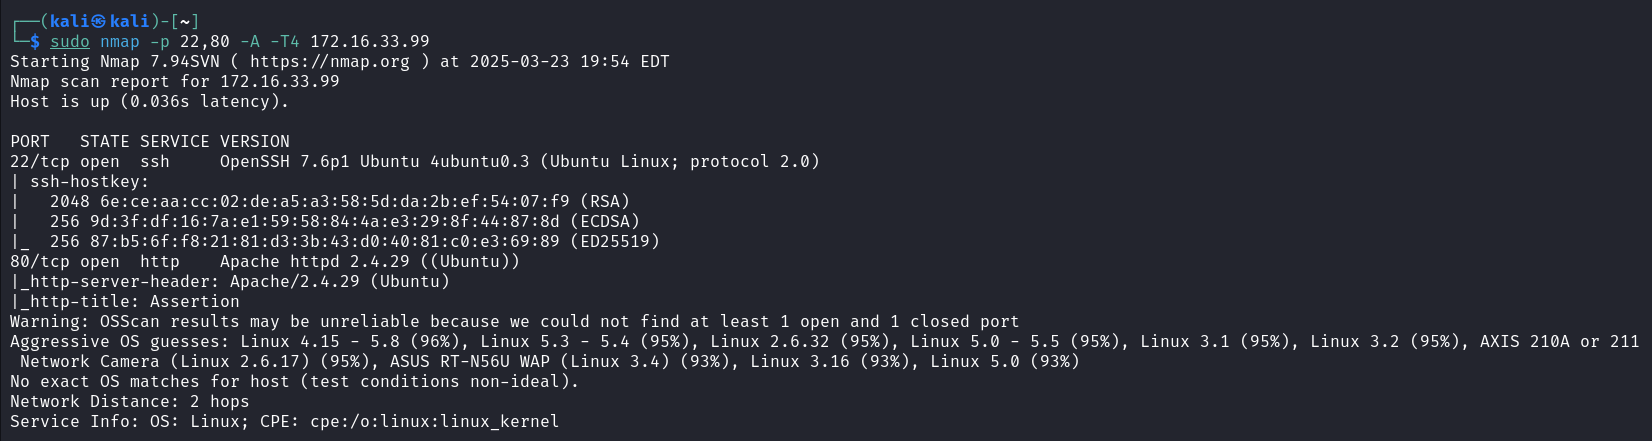 ┌──(kali㉿kali)-[~]
└─$ sudo nmap -p 22,80 -A -T4 172.16.33.99
Starting Nmap 7.94SVN ( https://nmap.org ) at 2025-03-23 19:54 EDT
Nmap scan report for 172.16.33.99
Host is up (0.036s latency).

PORT   STATE SERVICE VERSION
22/tcp open  ssh     OpenSSH 7.6p1 Ubuntu 4ubuntu0.3 (Ubuntu Linux; protocol 2.0)
| ssh-hostkey:
|   2048 6e:ce:aa:cc:02:de:a5:a3:58:5d:da:2b:ef:54:07:f9 (RSA)
|   256 9d:3f:df:16:7a:e1:59:58:84:4a:e3:29:8f:44:87:8d (ECDSA)
|_  256 87:b5:6f:f8:21:81:d3:3b:43:d0:40:81:c0:e3:69:89 (ED25519)
80/tcp open  http    Apache httpd 2.4.29 ((Ubuntu))
|_http-server-header: Apache/2.4.29 (Ubuntu)
|_http-title: Assertion
Warning: OSScan results may be unreliable because we could not find at least 1 open and 1 closed port
Aggressive OS guesses: Linux 4.15 - 5.8 (96%), Linux 5.3 - 5.4 (95%), Linux 2.6.32 (95%), Linux 5.0 - 5.5 (95%), Linux 3.1 (95%), Linux 3.2 (95%), AXIS 210A or 211
 Network Camera (Linux 2.6.17) (95%), ASUS RT-N56U WAP (Linux 3.4) (93%), Linux 3.16 (93%), Linux 5.0 (93%)
No exact OS matches for host (test conditions non-ideal).
Network Distance: 2 hops
Service Info: OS: Linux; CPE: cpe:/o:linux:linux_kernel